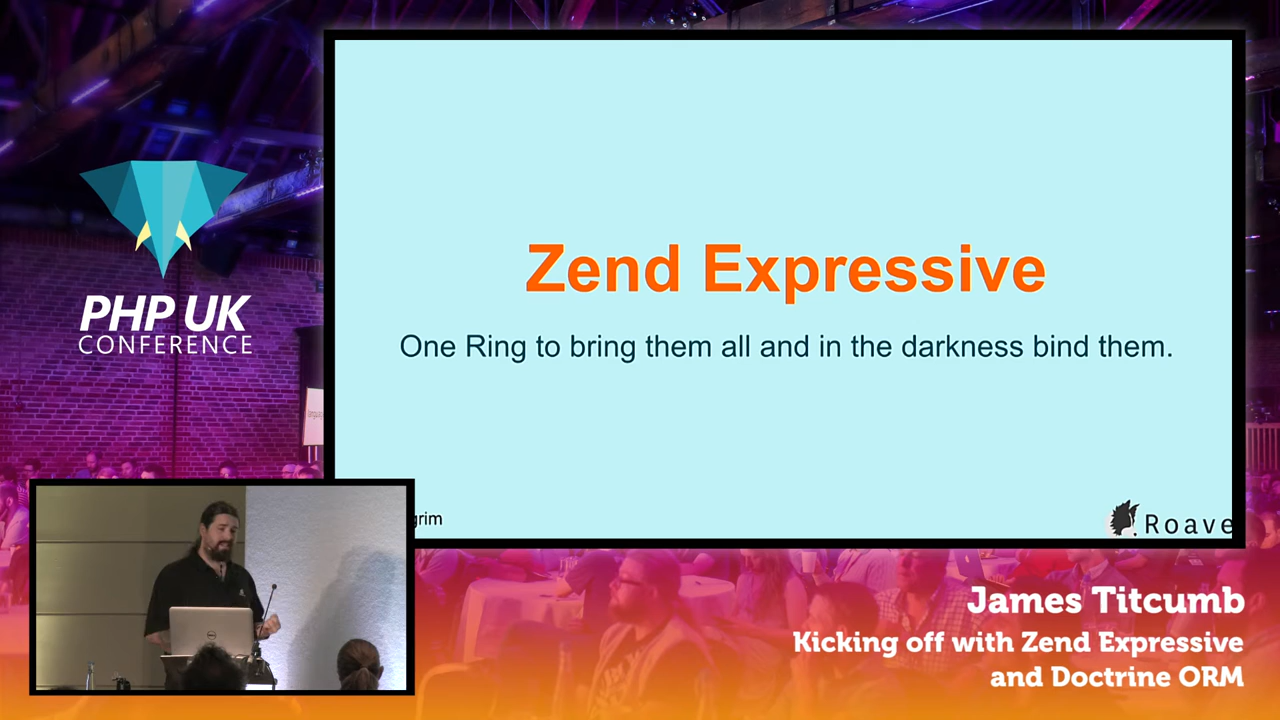 PHP UK
CONFERENCE
Zend Expressive
One Ring to bring them all and in the darkness bind them.
grim
Roave
James Titcumb
Kicking off with Zend Expressive
and Doctrine ORM